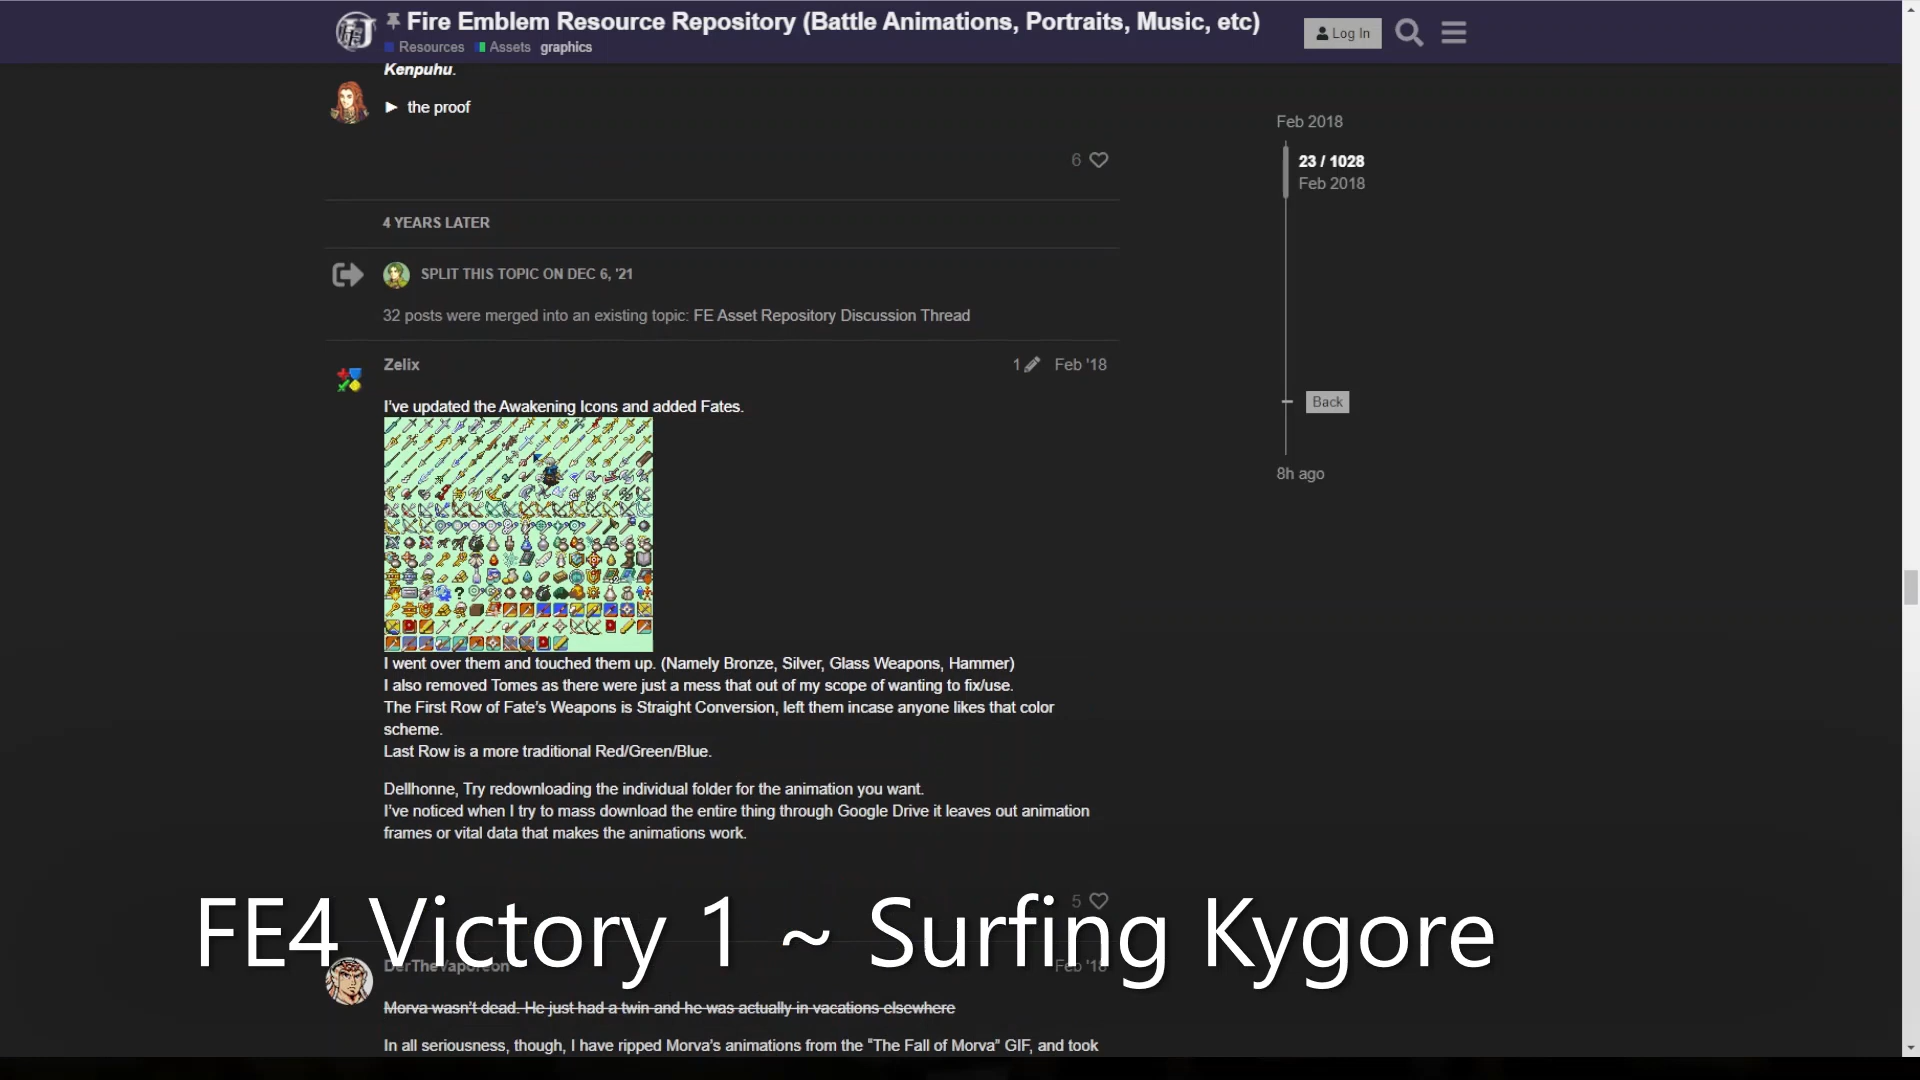 Fire Emblem Resource Repository (Battle Animations, Portraits, Music, etc)
Resources Assets graphics
Log In
Kenpuhu.
► the proof
6
Feb 2018
23 / 1028
Feb 2018
Back
8h ago
4 YEARS LATER
SPLIT THIS TOPIC ON DEC 6, '21
32 posts were merged into an existing topic: FE Asset Repository Discussion Thread
Zelix
1 Feb '18
I've updated the Awakening Icons and added Fates.
I went over them and touched them up. (Namely Bronze, Silver, Glass Weapons, Hammer)
I also removed Tomes as there were just a mess that out of my scope of wanting to fix/use.
The First Row of Fate's Weapons is Straight Conversion, left them incase anyone likes that color
scheme.
Last Row is a more traditional Red/Green/Blue.
Dellhonne, Try redownloading the individual folder for the animation you want.
I've noticed when I try to mass download the entire thing through Google Drive it leaves out animation
frames or vital data that makes the animations work.
5
FE4 Victory 1 ~ Surfing Kygore
DerTheVaporeon
Feb '18
Morva wasn't dead. He just had a twin and he was actually in vacations elsewhere
In all seriousness, though, I have ripped Morva's animations from the "The Fall of Morva" GIF, and took